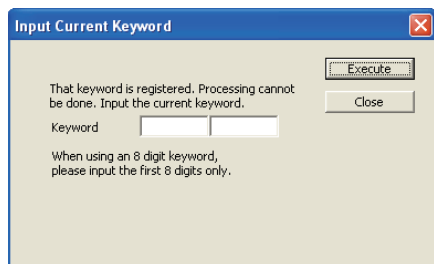 Input Current Keyword
Execute
That keyword is registered. Processing cannot
be done. Input the current keyword.
Close
Keyword
When using an 8 digit keyword,
please input the first 8 digits only.